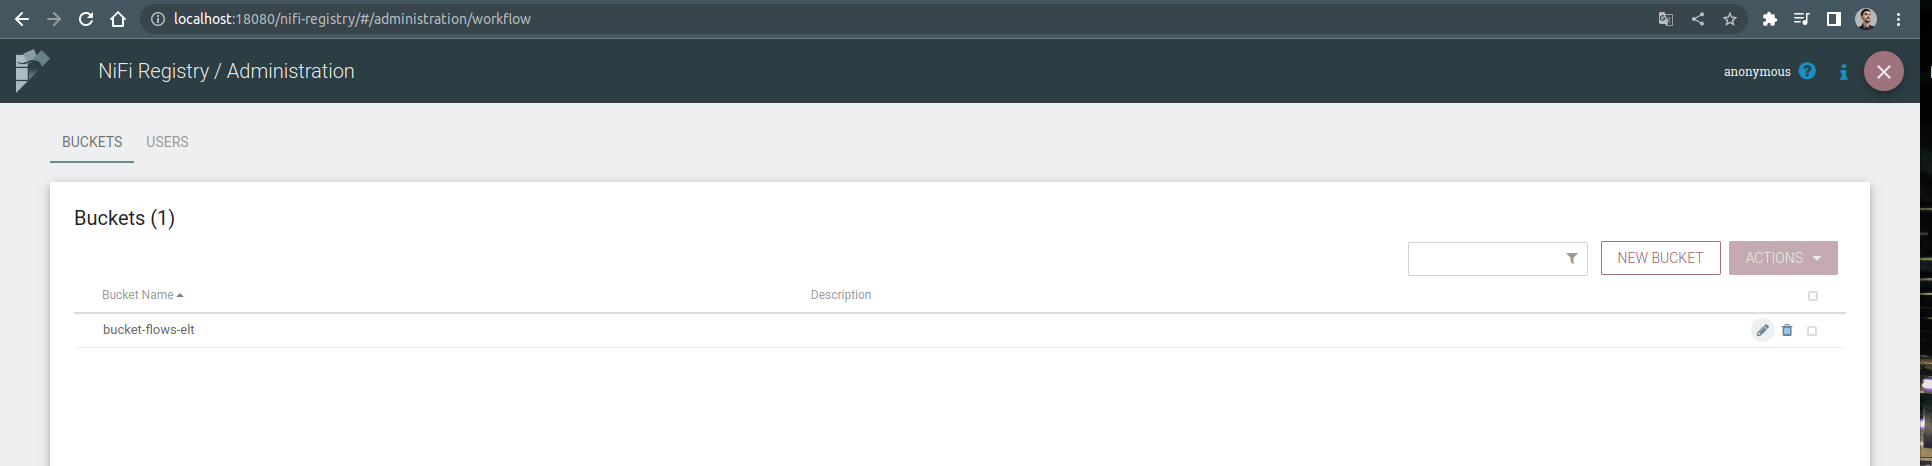 localhost:18080/nifi-registry/#/administration/workflow
NiFi Registry / Administration
anonymous
BUCKETS USERS
Buckets (1)
NEW BUCKET ACTIONS
Bucket Name Description
bucket-flows-elt